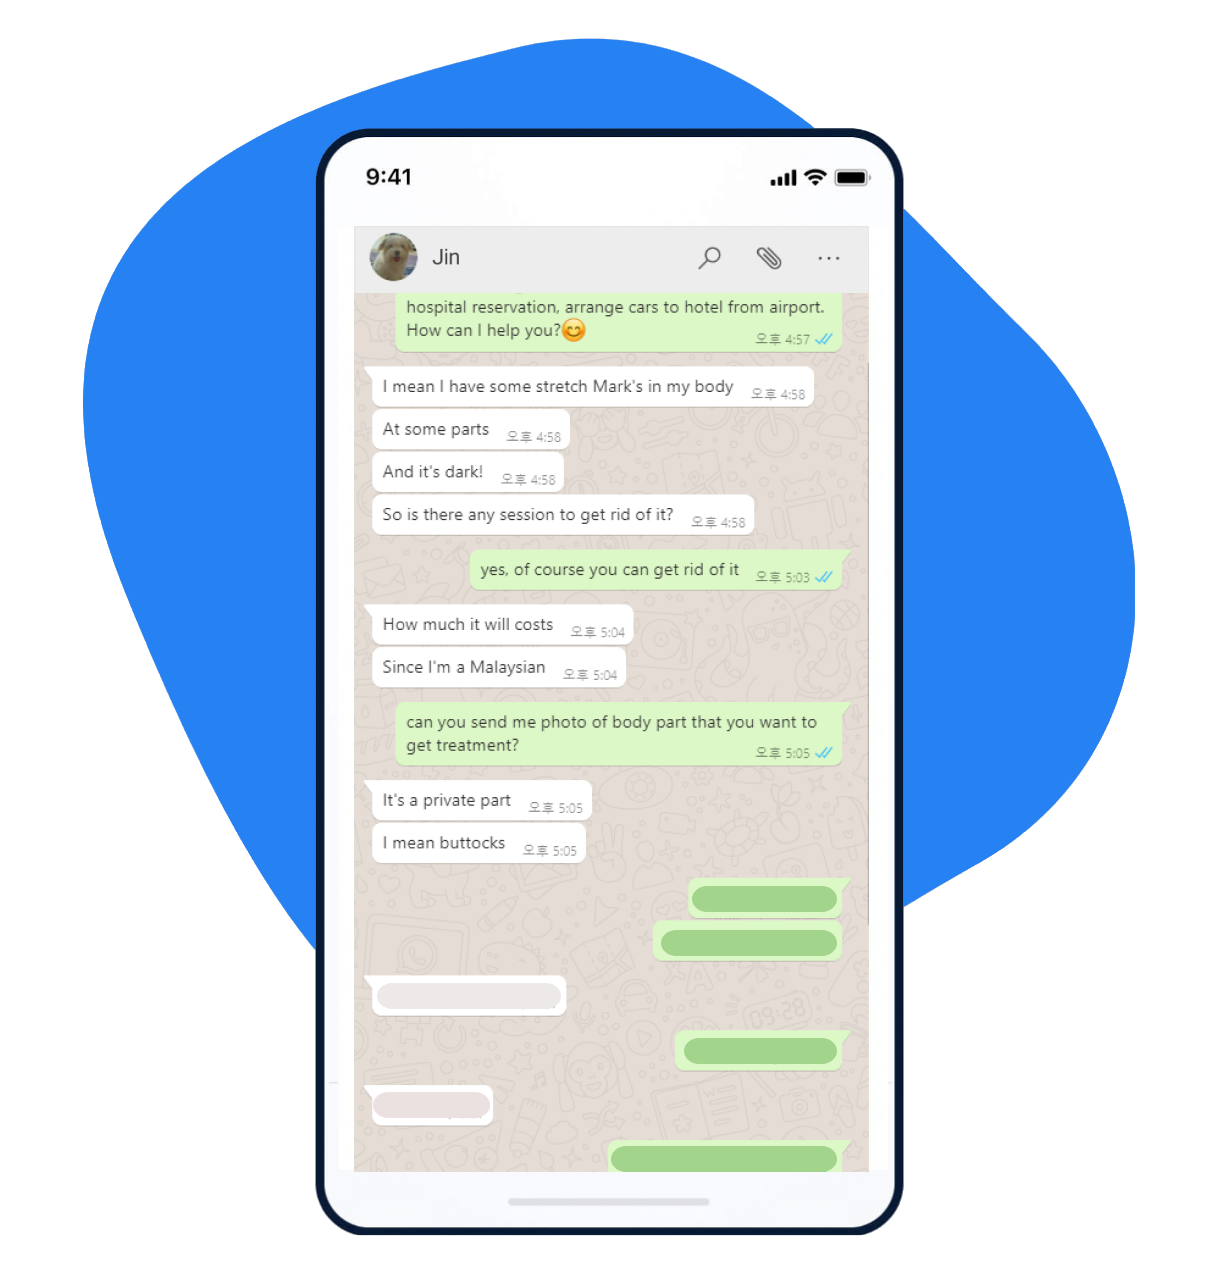 9:41
Jin
hospital reservation, arrange cars to hotel from airport.
How can I help you?😊
오후 4:57
I mean I have some stretch Mark's in my body
오후 4:58
At some parts
오후 4:58
And it's dark!
오후 4:58
So is there any session to get rid of it?
오후 4:58
yes, of course you can get rid of it
오후 5:03
How much it will costs
오후 5:04
Since I'm a Malaysian
오후 5:04
can you send me photo of body part that you want to
get treatment?
오후 5:05
It's a private part
오후 5:05
I mean buttocks
오후 5:05